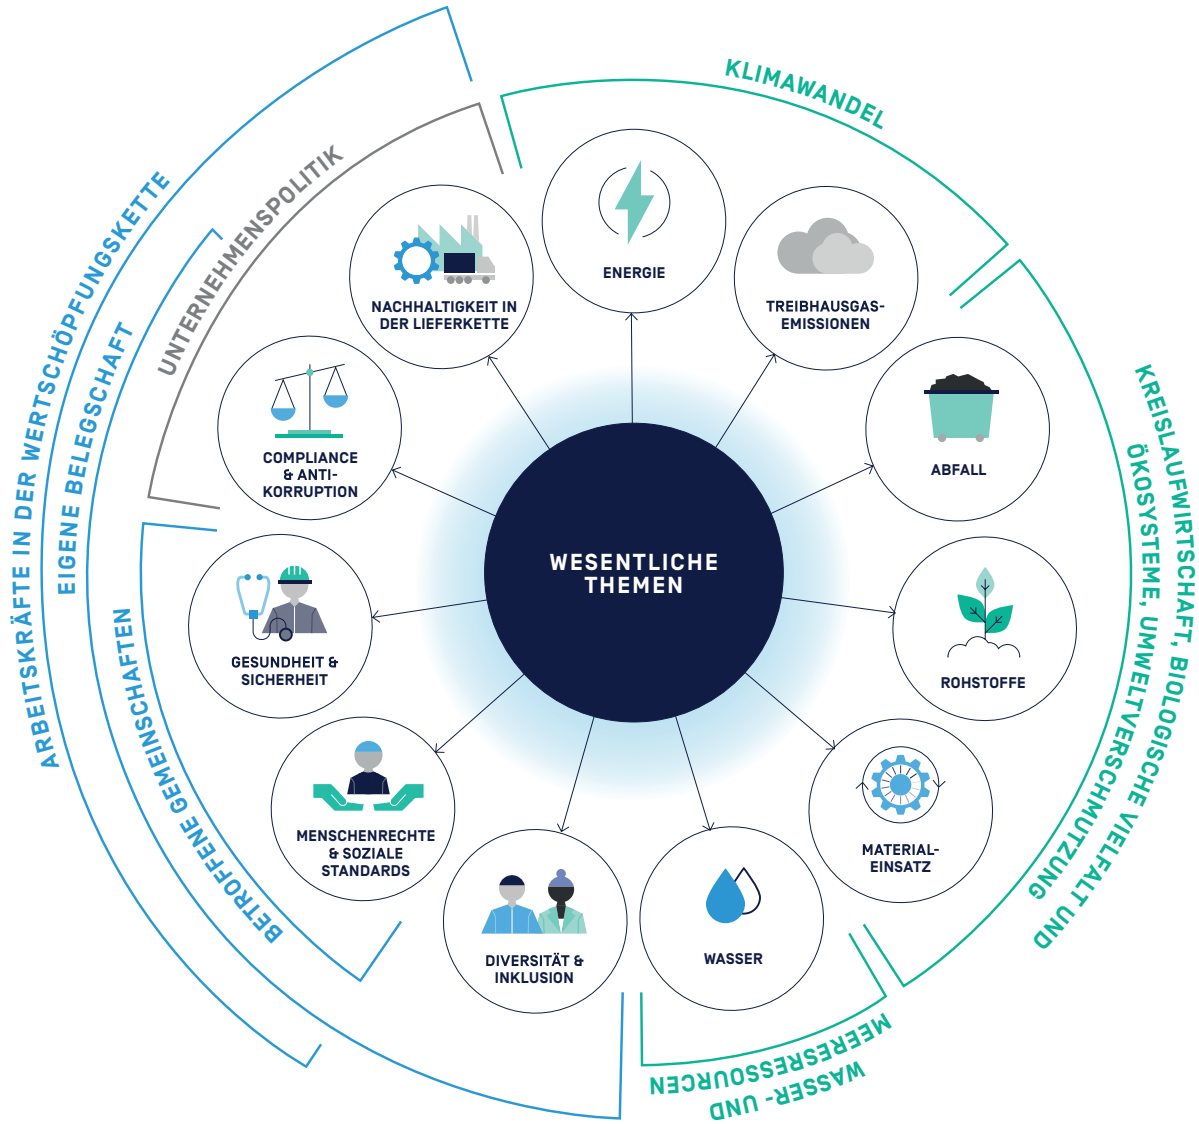 KLIMAWANDEL
UNTERNEHMENSPOLITIK
ARBEITSKRÄFTE IN DER WERTSCHÖPFUNGSKETTE
EIGENE BELEGSCHAFT
BETROFFENE GEMEINSCHAFTEN
KREISLAUFWIRTSCHAFT, BIOLOGISCHE VIELFALT UND
ÖKOSYSTEME, UMWELTVERSCHMUTZUNG
WASSER- UND
MEERESRESSOURCEN
ENERGIE
TREIBHAUSGAS-
EMISSIONEN
ABFALL
ROHSTOFFE
MATERIAL-
EINSATZ
WASSER
DIVERSITÄT &
INKLUSION
MENSCHENRECHTE
& SOZIALE
STANDARDS
GESUNDHEIT &
SICHERHEIT
COMPLIANCE
& ANTI-
KORRUPTION
NACHHALTIGKEIT IN
DER LIEFERKETTE
WESENTLICHE
THEMEN